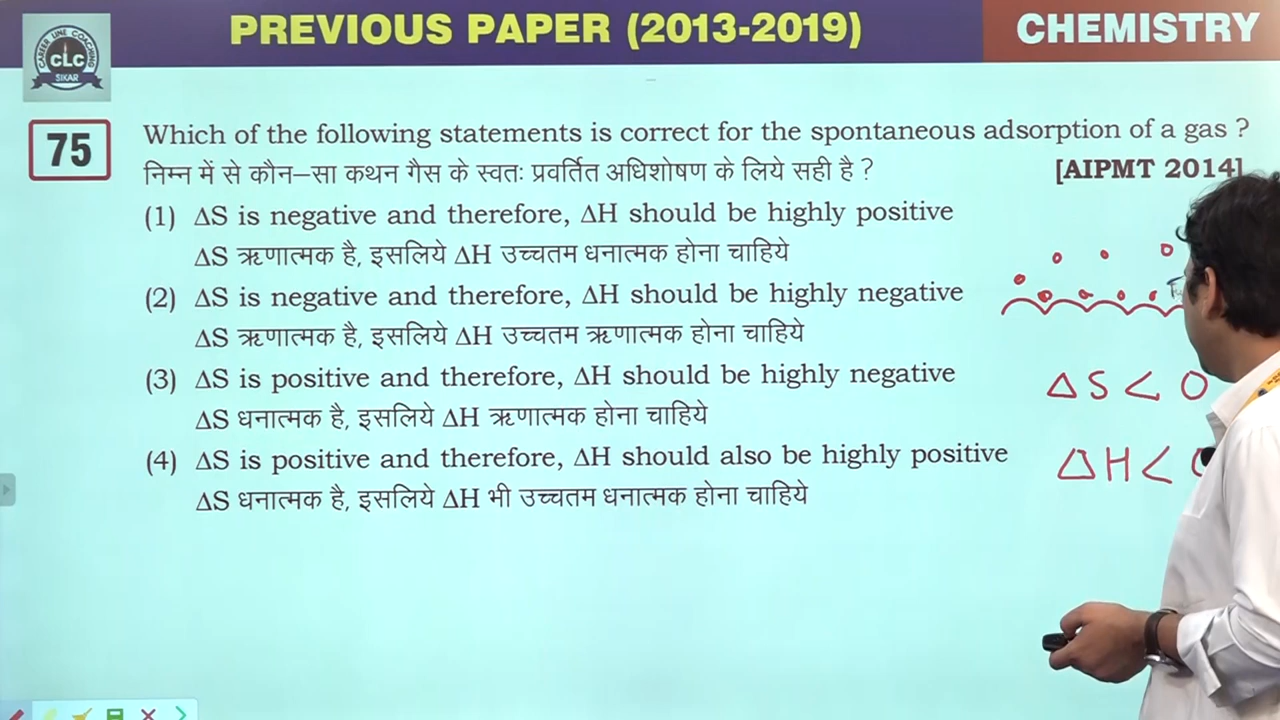 PREVIOUS PAPER (2013-2019)
CHEMISTRY
CAREER LINE COACHING
CLC
SIKAR
75
Which of the following statements is correct for the spontaneous adsorption of a gas ?
निम्न में से कौन–सा कथन गैस के स्वतः प्रवर्तित अधिशोषण के लिये सही है ?
[AIPMT 2014]
(1) ΔS is negative and therefore, ΔH should be highly positive
ΔS ऋणात्मक है, इसलिये ΔH उच्चतम धनात्मक होना चाहिये
(2) ΔS is negative and therefore, ΔH should be highly negative
ΔS ऋणात्मक है, इसलिये ΔH उच्चतम ऋणात्मक होना चाहिये
(3) ΔS is positive and therefore, ΔH should be highly negative
ΔS धनात्मक है, इसलिये ΔH ऋणात्मक होना चाहिये
(4) ΔS is positive and therefore, ΔH should also be highly positive
ΔS धनात्मक है, इसलिये ΔH भी उच्चतम धनात्मक होना चाहिये
ΔS < 0
ΔH <